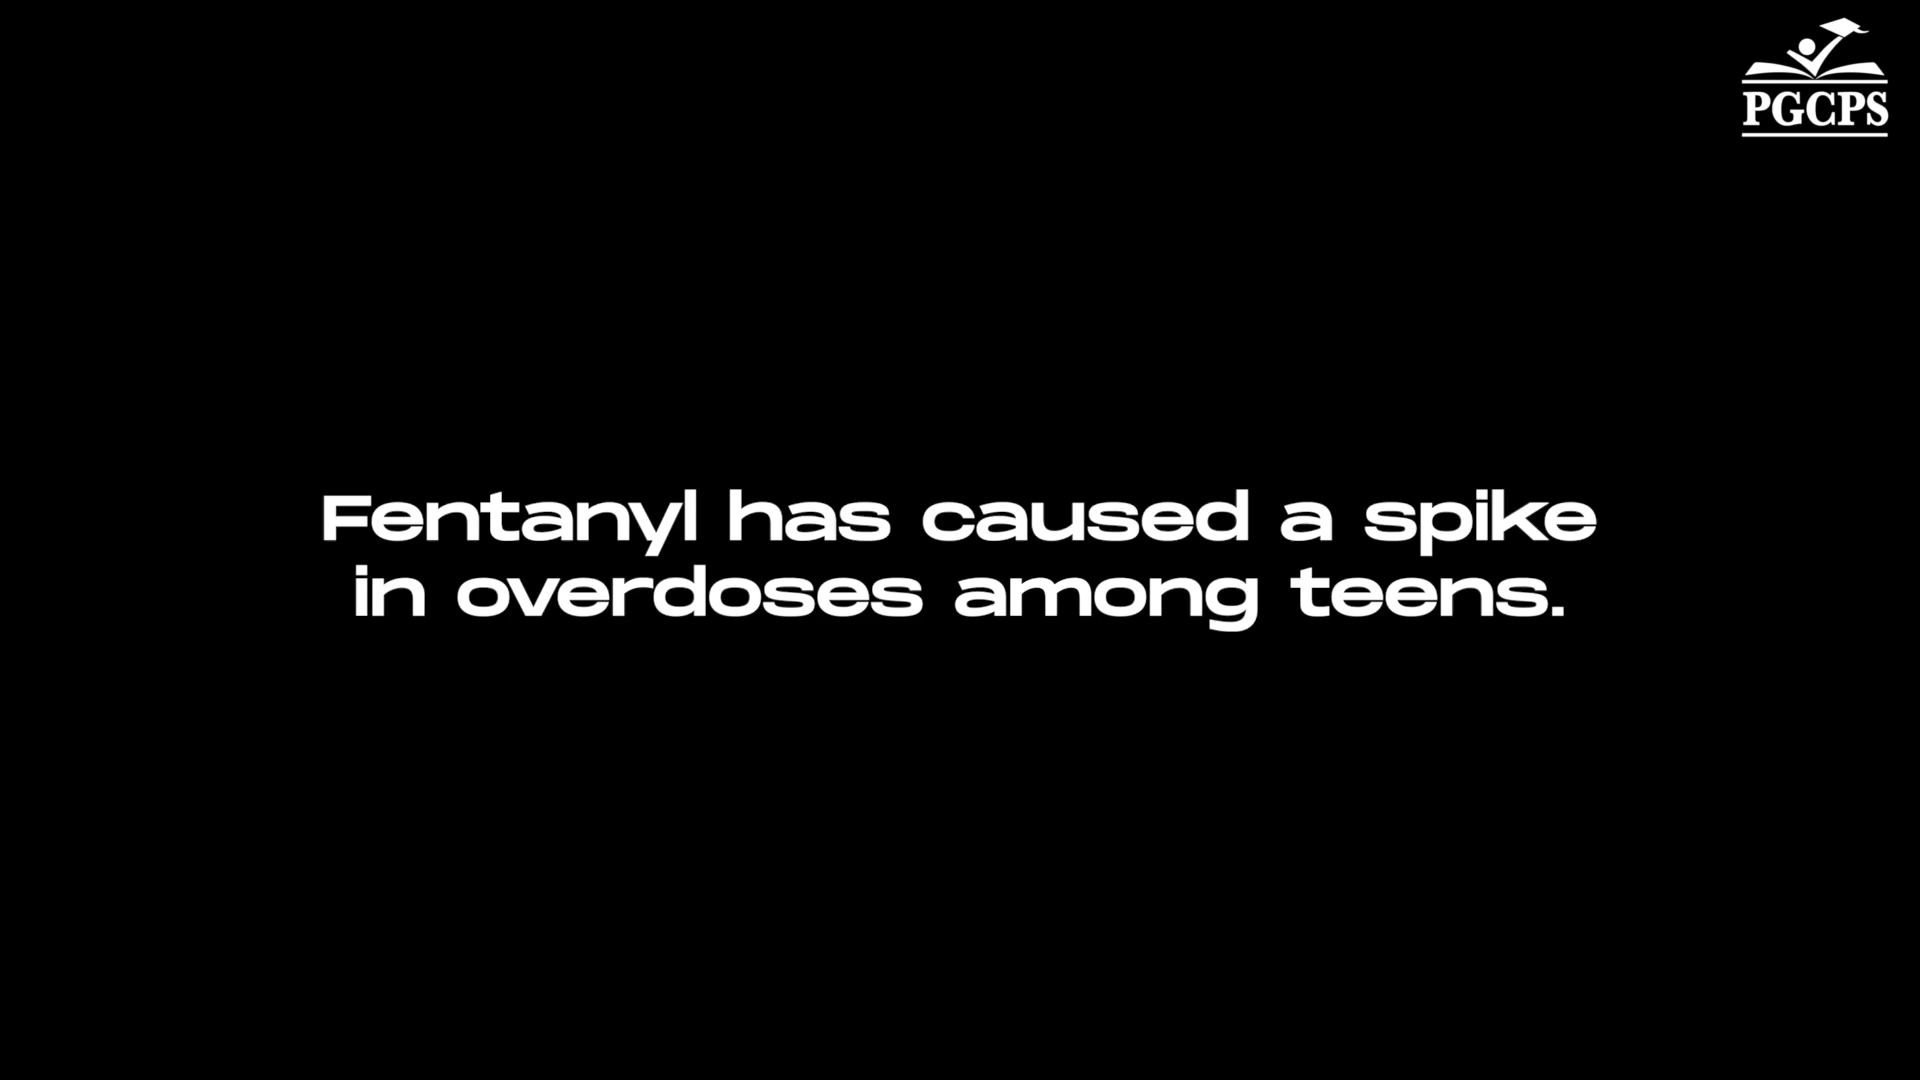 PGCPS
Fentanyl has caused a spike
in overdoses among teens.